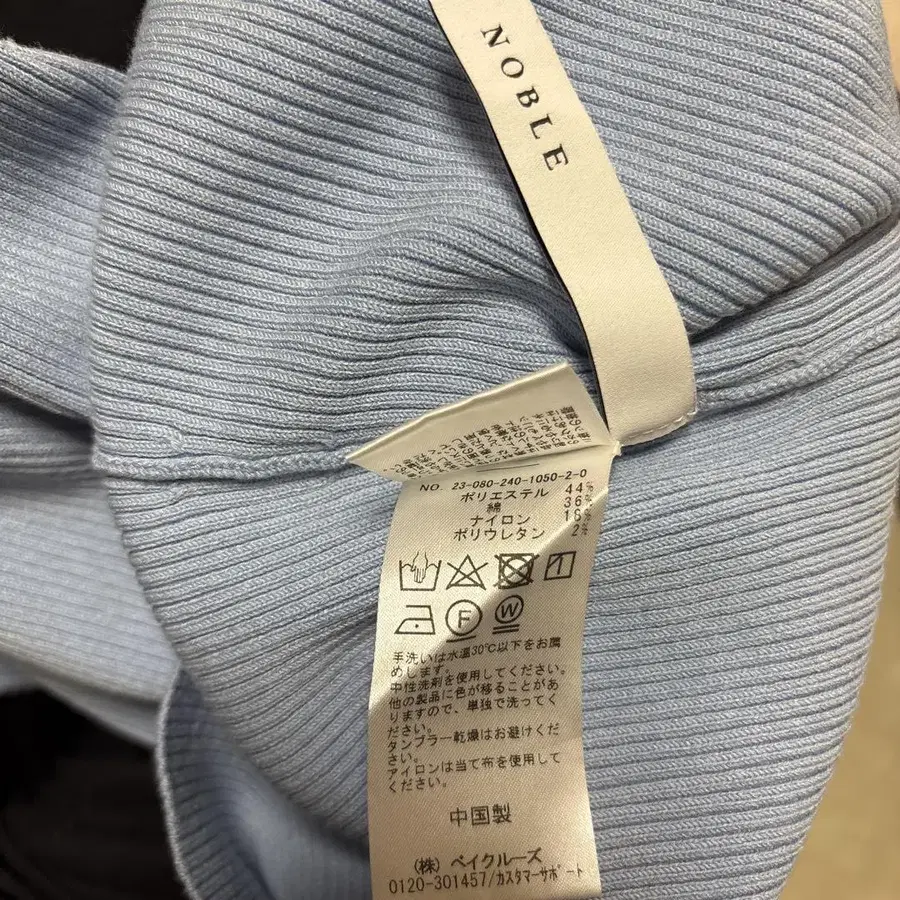 NOBLE
NO. 23-080-240-1050-2-0
ポリエステル 44%
綿 36%
ナイロン 18%
ポリウレタン 2%
1
F
W
手洗いは水温30℃以下をお薦
めします。
中性洗剤を使用してください。
他の製品に色が移ることがあ
りますので、単独で洗ってく
ださい。
タンブラー乾燥はお避けくだ
さい。
アイロンは当て布を使用して
ください。
中国製
(株) ベイクルーズ
0120-301457/カスタマーサポート